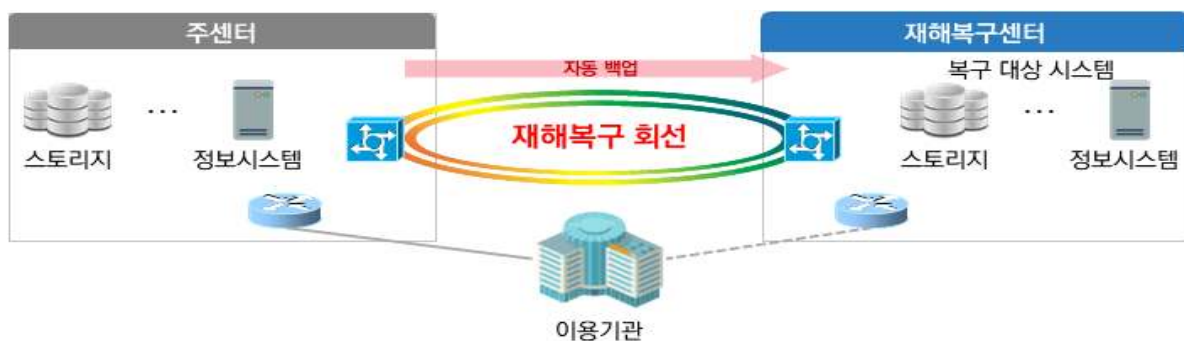 주센터
재해복구센터
자동 백업
복구 대상 시스템
...
...
재해복구 회선
스토리지
정보시스템
스토리지
정보시스템
이용기관